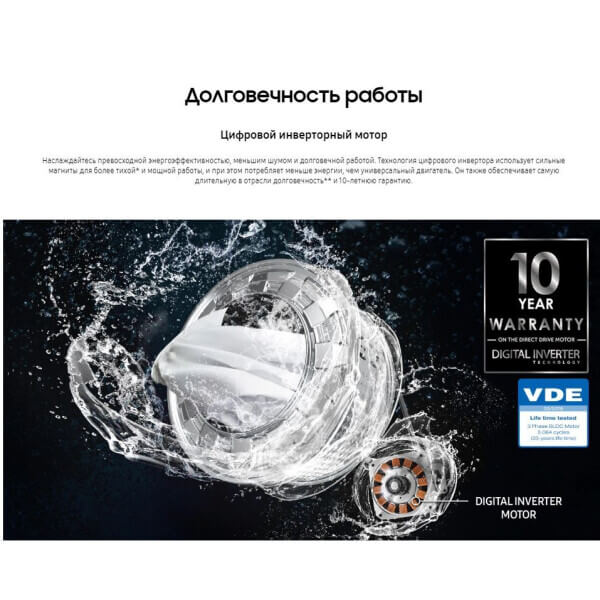 Долговечность работы
Цифровой инверторный мотор
Наслаждайтесь превосходной энергоэффективностью, меньшим шумом и долговечной работой. Технология цифрового инвертора использует сильные
магниты для более тихой* и мощной работы, и при этом потребляет меньше энергии, чем универсальный двигатель. Он также обеспечивает самую
длительную в отрасли долговечность** и 10-летнюю гарантию.
10
YEAR
WARRANTY
ON THE DIRECT DRIVE MOTOR
DIGITAL INVERTER
TECHNOLOGY
VDE
Life time tested
3 Phase BLDC Motor
5 064 cycles
(20-years life time)
DIGITAL INVERTER
MOTOR